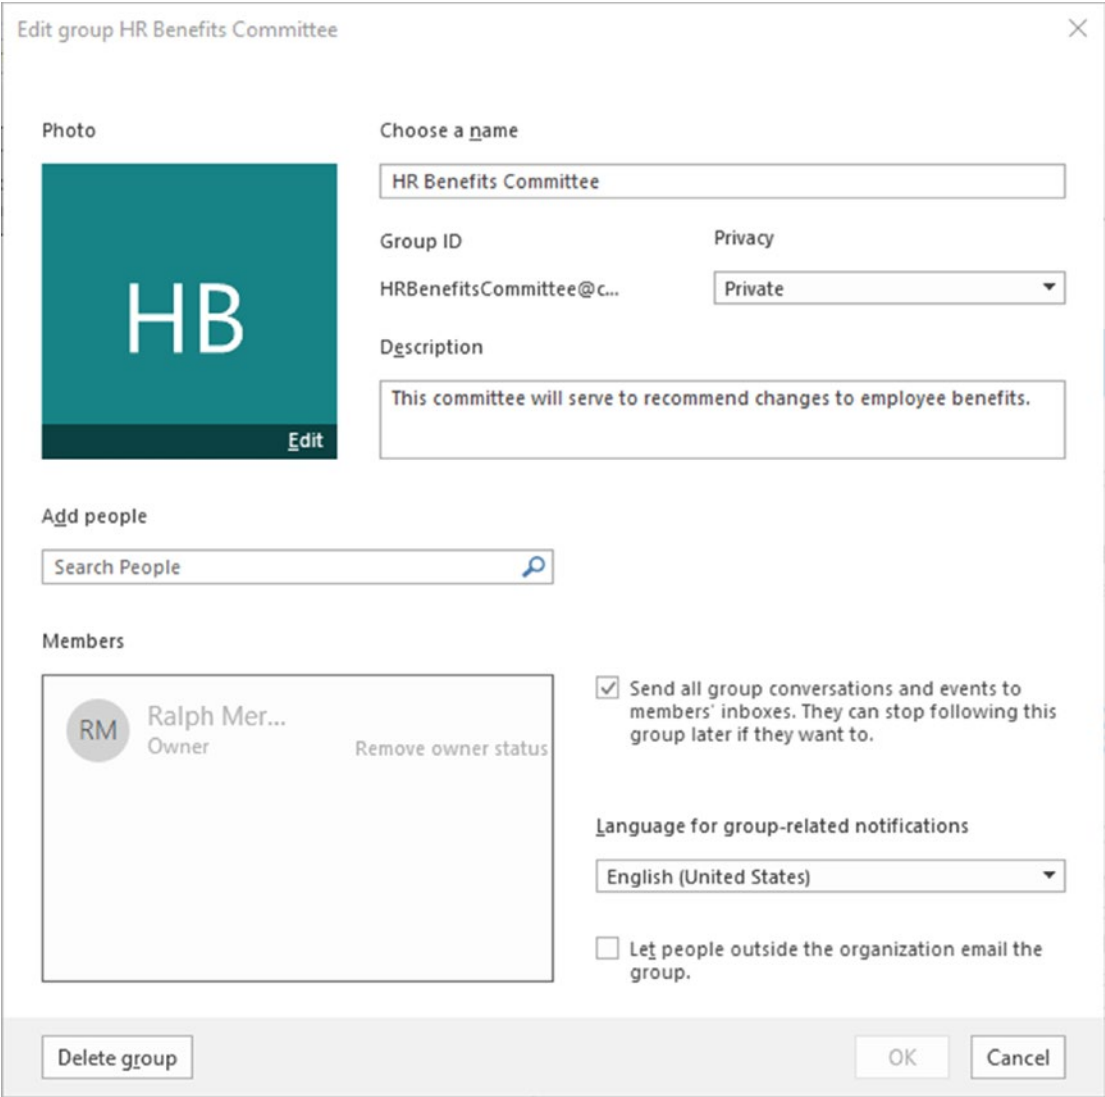 Edit group HR Benefits Committee
Photo
Choose a name
HR Benefits Committee
HB
Edit
Group ID
Privacy
HRBenefitsCommittee@c...
Private
Description
This committee will serve to recommend changes to employee benefits.
Add people
Search People
Members
RM
Ralph Mer...
Owner
Remove owner status
Send all group conversations and events to
members' inboxes. They can stop following this
group later if they want to.
Language for group-related notifications
English (United States)
Let people outside the organization email the
group.
Delete group
OK
Cancel